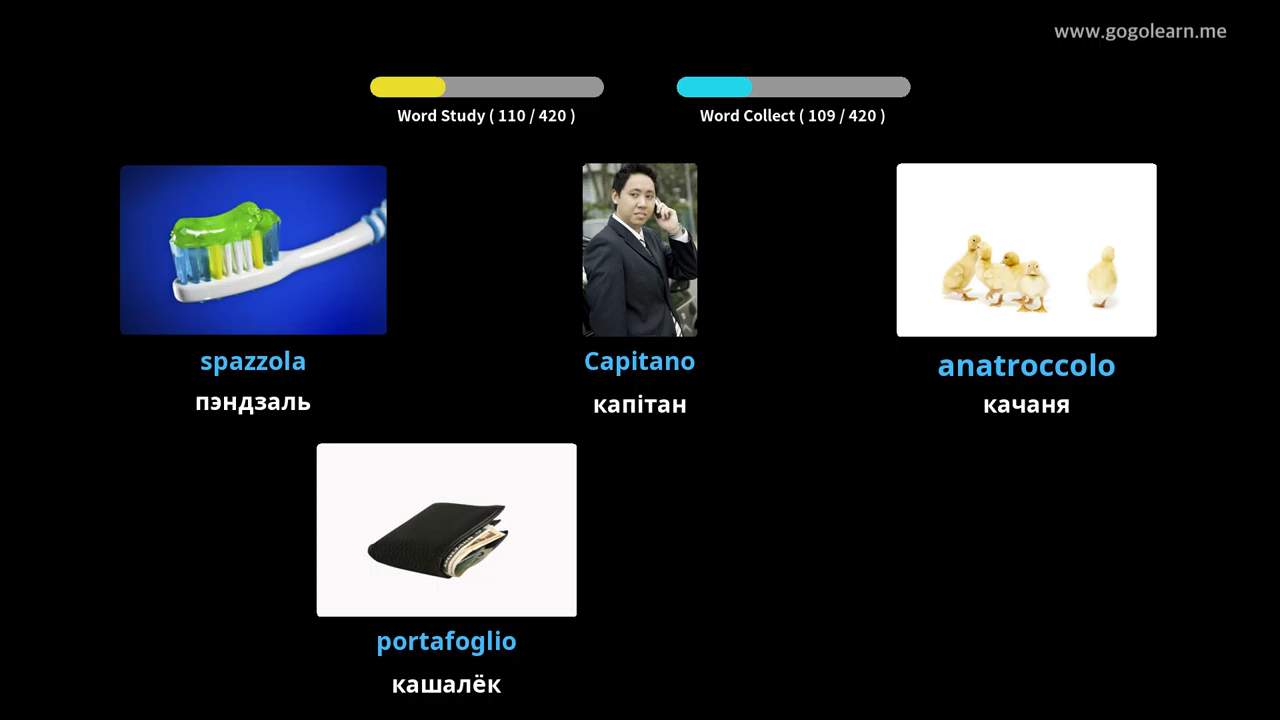 www.gogolearn.me
Word Study ( 110 / 420 )
Word Collect ( 109 / 420 )
spazzola
Capitano
anatroccolo
пэндзаль
капітан
качаня
portafoglio
кашалёк